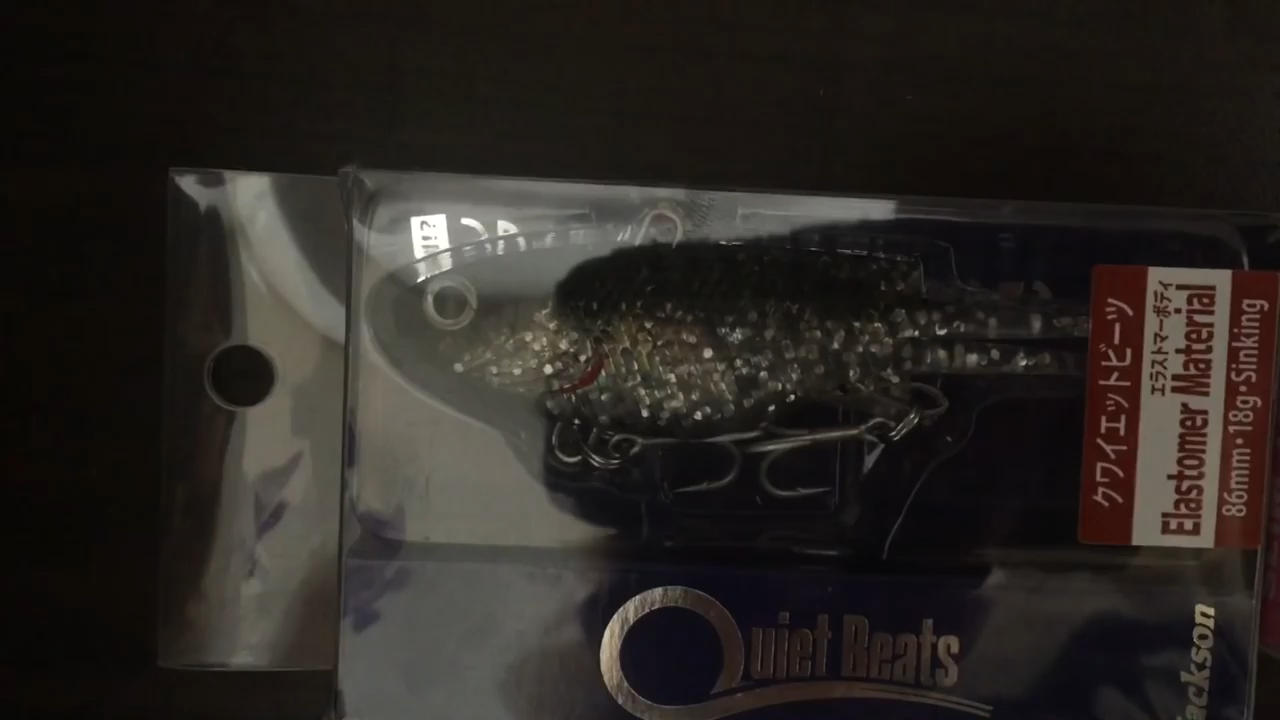 クワイエットビーツ
エラストマーボディ
Elastomer Material
86mm・18g・Sinking
Quiet Beats
ackson